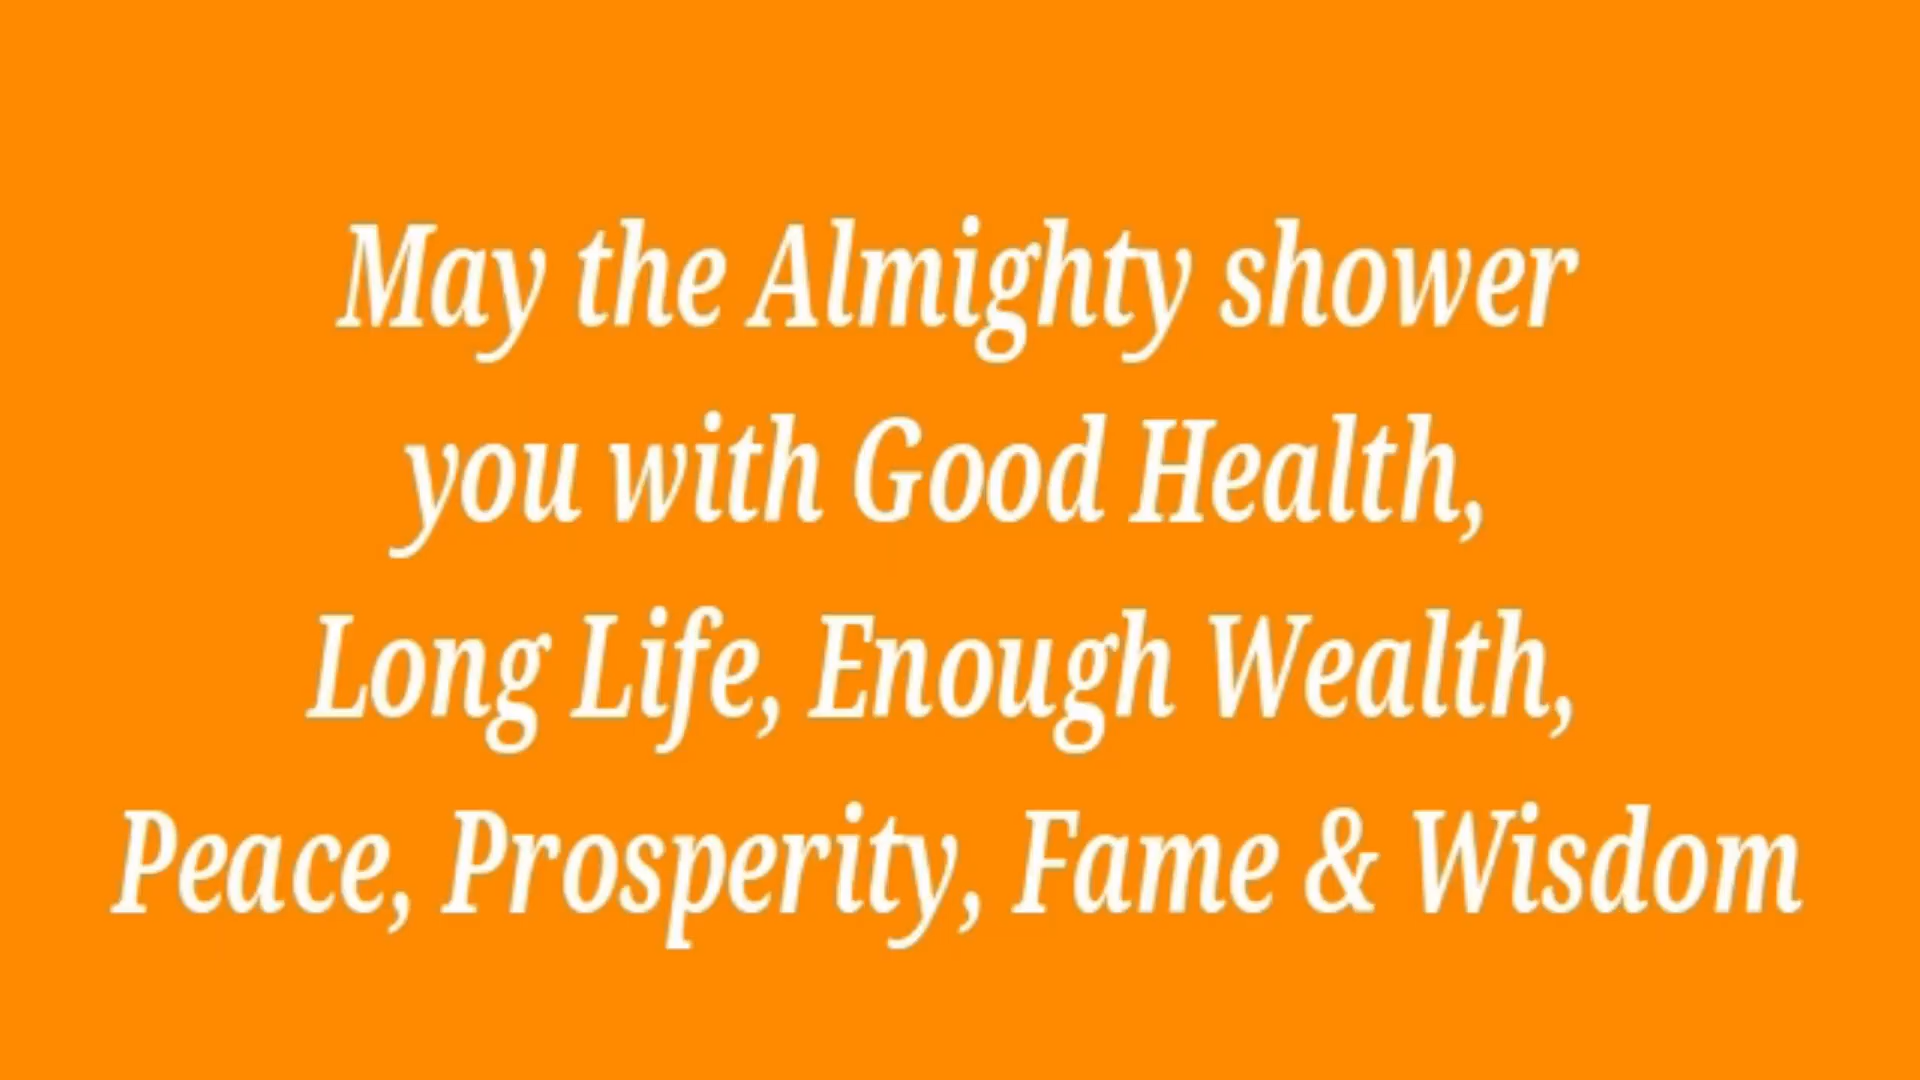 May the Almighty shower
you with Good Health,
Long Life, Enough Wealth,
Peace, Prosperity, Fame & Wisdom